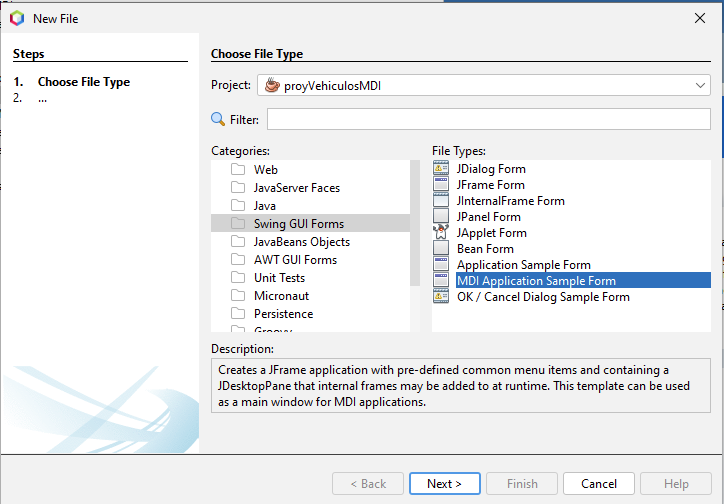 New File
Steps
1. Choose File Type
2. ...
Choose File Type
Project: proyVehiculosMDI
Filter:
Categories:
Web
JavaServer Faces
Java
Swing GUI Forms
JavaBeans Objects
AWT GUI Forms
Unit Tests
Micronaut
Persistence
Groovy
File Types:
JDialog Form
JFrame Form
JInternalFrame Form
JPanel Form
JApplet Form
Bean Form
Application Sample Form
MDI Application Sample Form
OK / Cancel Dialog Sample Form
Description:
Creates a JFrame application with pre-defined common menu items and containing a
JDesktopPane that internal frames may be added to at runtime. This template can be used
as a main window for MDI applications.
< Back
Next >
Finish
Cancel
Help